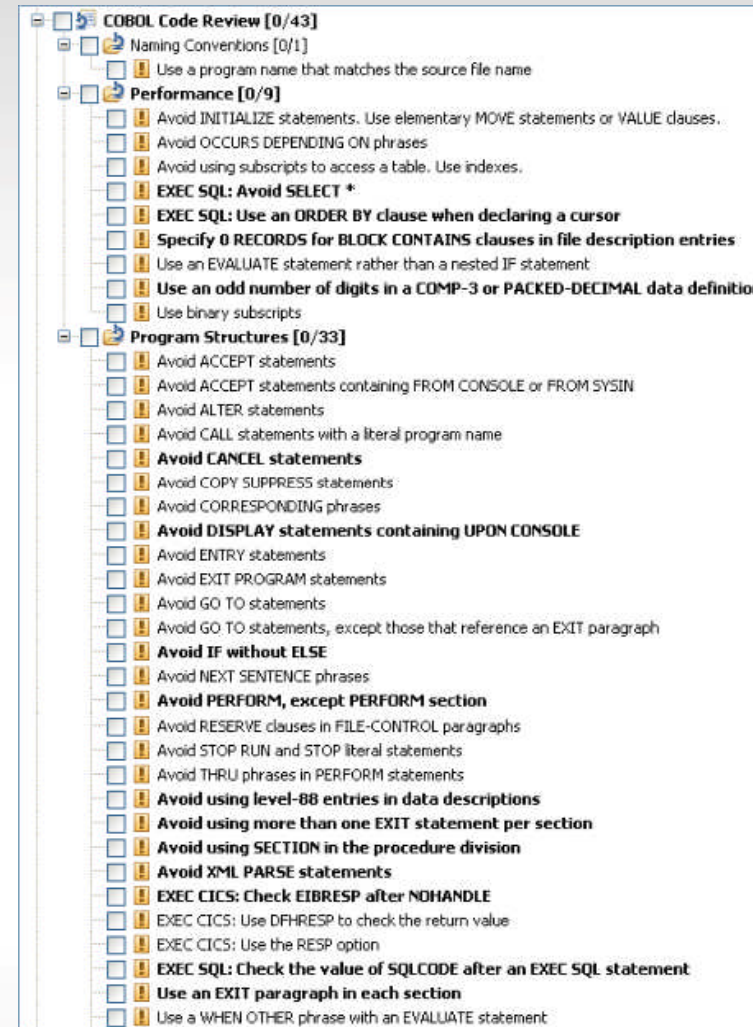 COBOL Code Review [0/43]
Naming Conventions [0/1]
Use a program name that matches the source file name
Performance [0/9]
Avoid INITIALIZE statements. Use elementary MOVE statements or VALUE clauses.
Avoid OCCURS DEPENDING ON phrases
Avoid using subscripts to access a table. Use indexes.
EXEC SQL: Avoid SELECT *
EXEC SQL: Use an ORDER BY clause when declaring a cursor
Specify 0 RECORDS for BLOCK CONTAINS clauses in file description entries
Use an EVALUATE statement rather than a nested IF statement
Use an odd number of digits in a COMP-3 or PACKED-DECIMAL data definitio
Use binary subscripts
Program Structures [0/33]
Avoid ACCEPT statements
Avoid ACCEPT statements containing FROM CONSOLE or FROM SYSIN
Avoid ALTER statements
Avoid CALL statements with a literal program name
Avoid CANCEL statements
Avoid COPY SUPPRESS statements
Avoid CORRESPONDING phrases
Avoid DISPLAY statements containing UPON CONSOLE
Avoid ENTRY statements
Avoid EXIT PROGRAM statements
Avoid GO TO statements
Avoid GO TO statements, except those that reference an EXIT paragraph
Avoid IF without ELSE
Avoid NEXT SENTENCE phrases
Avoid PERFORM, except PERFORM section
Avoid RESERVE clauses in FILE-CONTROL paragraphs
Avoid STOP RUN and STOP literal statements
Avoid THRU phrases in PERFORM statements
Avoid using level-88 entries in data descriptions
Avoid using more than one EXIT statement per section
Avoid using SECTION in the procedure division
Avoid XML PARSE statements
EXEC CICS: Check EIBRESP after NOHANDLE
EXEC CICS: Use DFHRESP to check the return value
EXEC CICS: Use the RESP option
EXEC SQL: Check the value of SQLCODE after an EXEC SQL statement
Use an EXIT paragraph in each section
Use a WHEN OTHER phrase with an EVALUATE statement